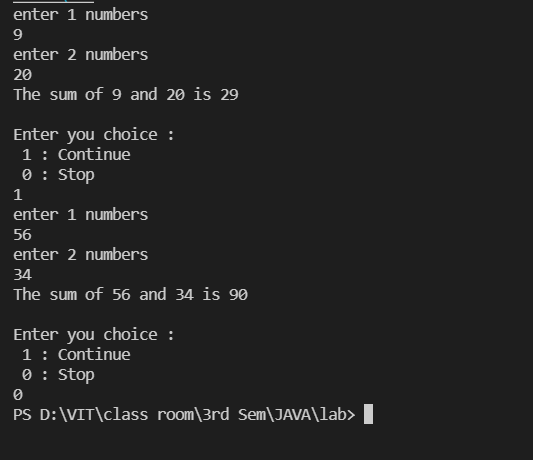 enter 1 numbers
9
enter 2 numbers
20
The sum of 9 and 20 is 29
Enter you choice :
1 : Continue
0 : Stop
1
enter 1 numbers
56
enter 2 numbers
34
The sum of 56 and 34 is 90
Enter you choice :
1 : Continue
0 : Stop
0
PS D:\VIT\class room\3rd Sem\JAVA\lab>